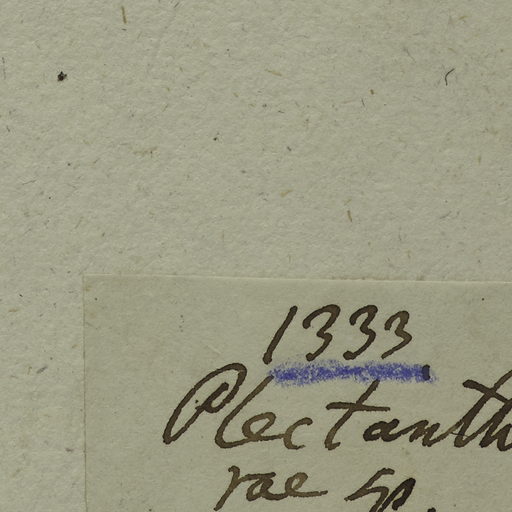 1333.
Plectanth
rae sp.